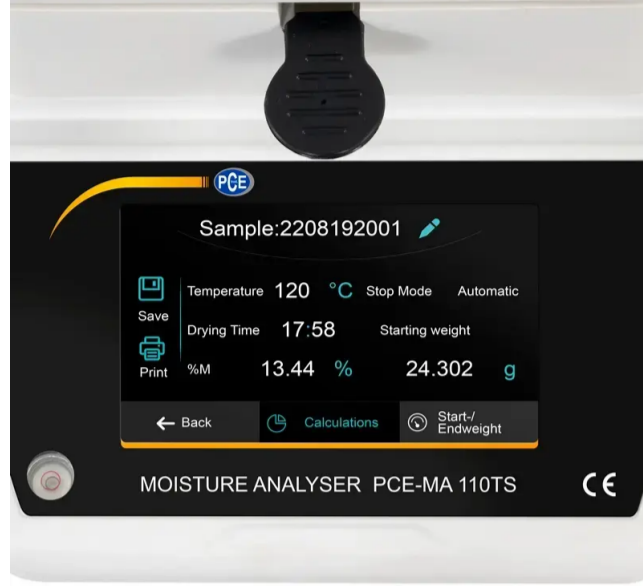 PCE
Sample:2208192001
Temperature 120 °C Stop Mode Automatic
Save
Drying Time 17:58 Starting weight
Print %M 13.44 % 24.302 g
Back Calculations Start-/
Endweight
MOISTURE ANALYSER PCE-MA 110TS CE